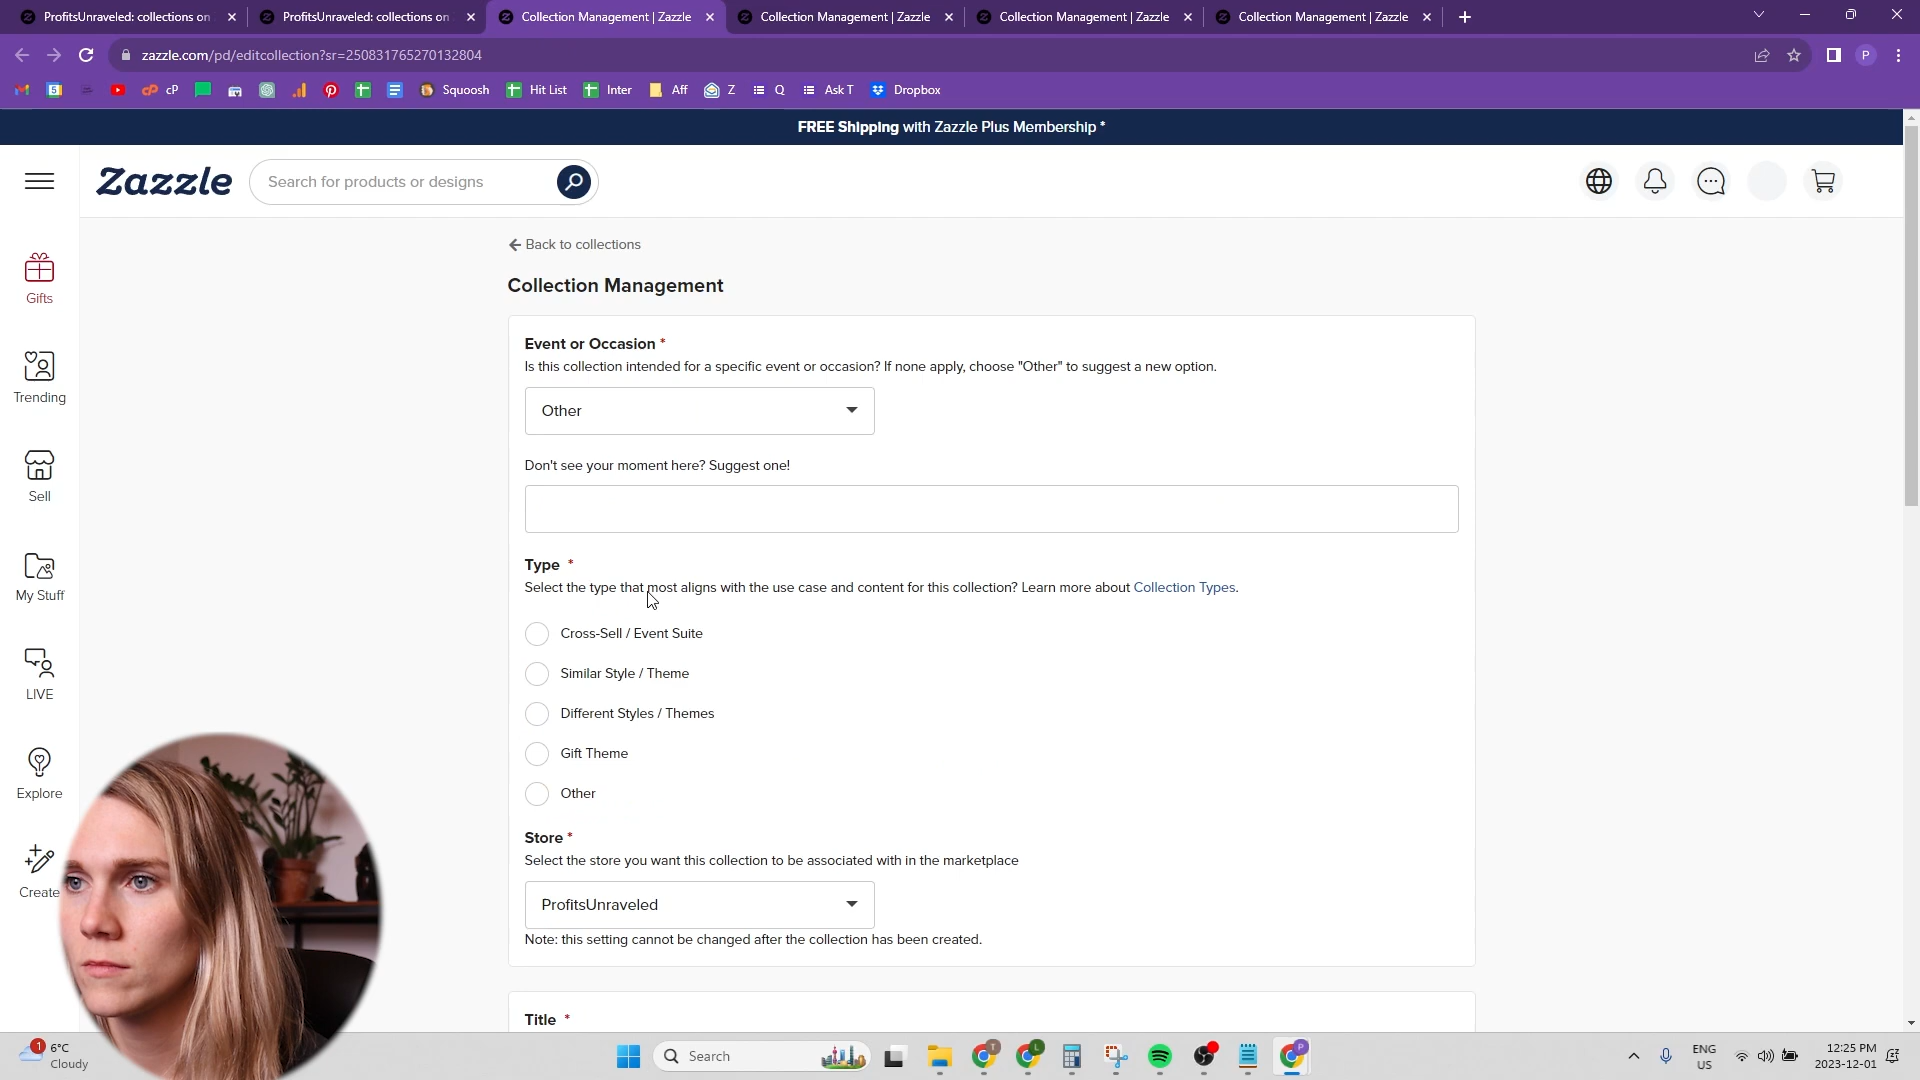 ProfitsUnraveled: collections on
ProfitsUnraveled: collections on
Collection Management | Zazzle
Collection Management | Zazzle
Collection Management | Zazzle
Collection Management | Zazzle
zazzle.com/pd/editcollection?sr=250831765270132804
P
5
cP
Squoosh
Hit List
Inter
Aff
Z
Q
Ask T
Dropbox
FREE Shipping with Zazzle Plus Membership *
Zazzle
Search for products or designs
Gifts
Trending
Sell
My Stuff
LIVE
Explore
Create
Back to collections
Collection Management
Event or Occasion *
Is this collection intended for a specific event or occasion? If none apply, choose "Other" to suggest a new option.
Other
Don't see your moment here? Suggest one!
Type *
Select the type that most aligns with the use case and content for this collection? Learn more about Collection Types.
Cross-Sell / Event Suite
Similar Style / Theme
Different Styles / Themes
Gift Theme
Other
Store *
Select the store you want this collection to be associated with in the marketplace
ProfitsUnraveled
Note: this setting cannot be changed after the collection has been created.
Title *
1
6°C
Cloudy
Search
T
L
P
ENG
US
12:25 PM
2023-12-01